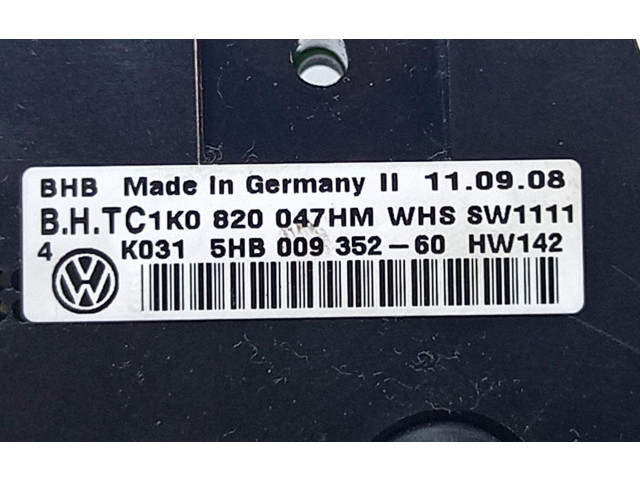 BHB Made In Germany II 11.09.08
B.H.TC1K0 820 047HM WHS SW1111
4 K031 5HB 009 352-60 HW142
VW